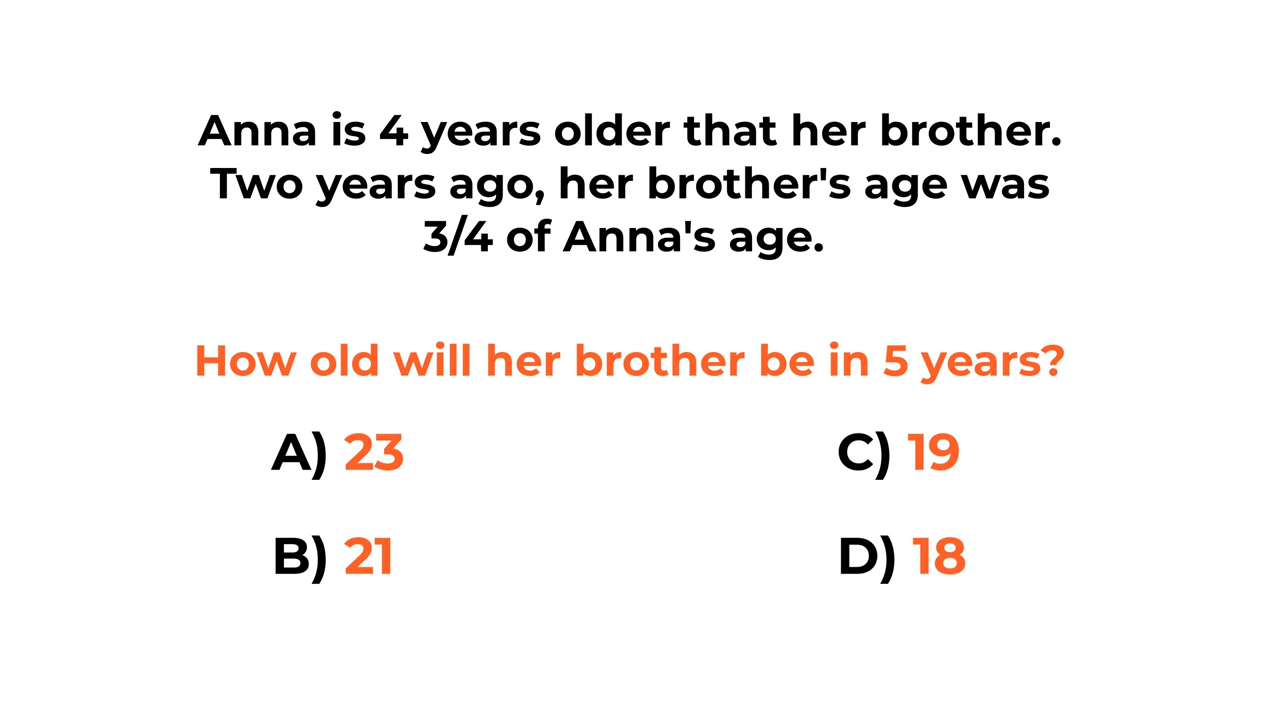 Anna is 4 years older that her brother.
Two years ago, her brother's age was
3/4 of Anna's age.
How old will her brother be in 5 years?
A) 23
C) 19
B) 21
D) 18